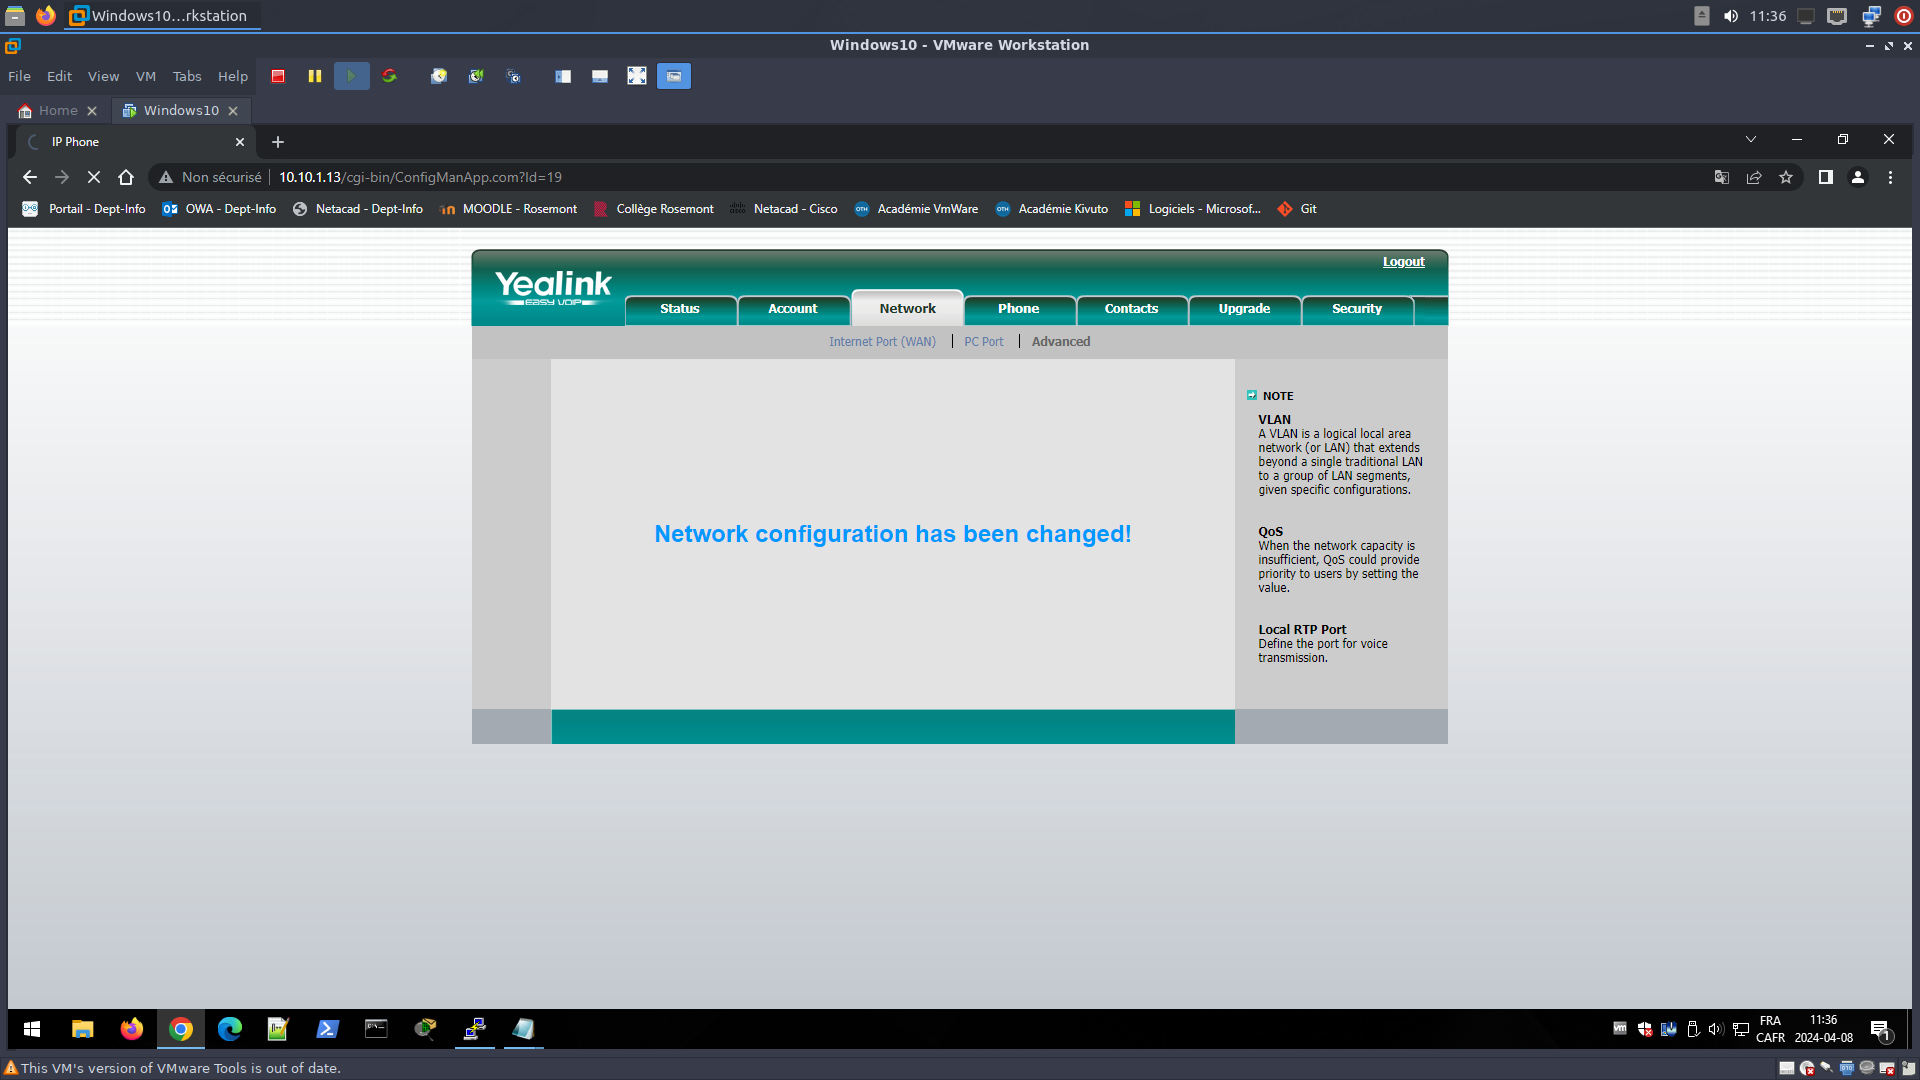 Windows10...rkstation
11:36
Windows10 - VMware Workstation
File Edit View VM Tabs Help
Home
Windows10
IP Phone
Non sécurisé
10.10.1.13/cgi-bin/ConfigManApp.com?Id=19
Portail - Dept-Info
OWA - Dept-Info
Netacad - Dept-Info
MOODLE - Rosemont
Collège Rosemont
Netacad - Cisco
Académie VmWare
Académie Kivuto
Logiciels - Microsof...
Git
Logout
Yealink
EASY VOIP
Status
Account
Network
Phone
Contacts
Upgrade
Security
Internet Port (WAN)
PC Port
Advanced
Network configuration has been changed!
NOTE
VLAN
A VLAN is a logical local area
network (or LAN) that extends
beyond a single traditional LAN
to a group of LAN segments,
given specific configurations.
QoS
When the network capacity is
insufficient, QoS could provide
priority to users by setting the
value.
Local RTP Port
Define the port for voice
transmission.
FRA
CAFR
11:36
2024-04-08
1
This VM's version of VMware Tools is out of date.